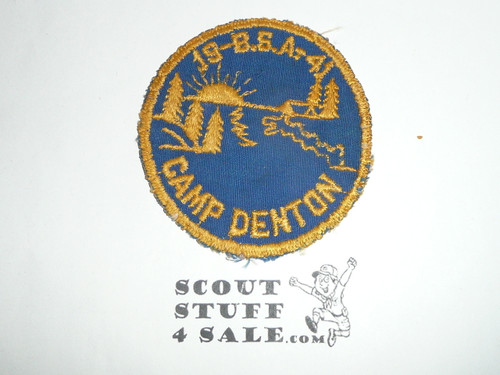 19-B.S.A-41
CAMP DENTON
SCOUT
STUFF
4 SALE.com